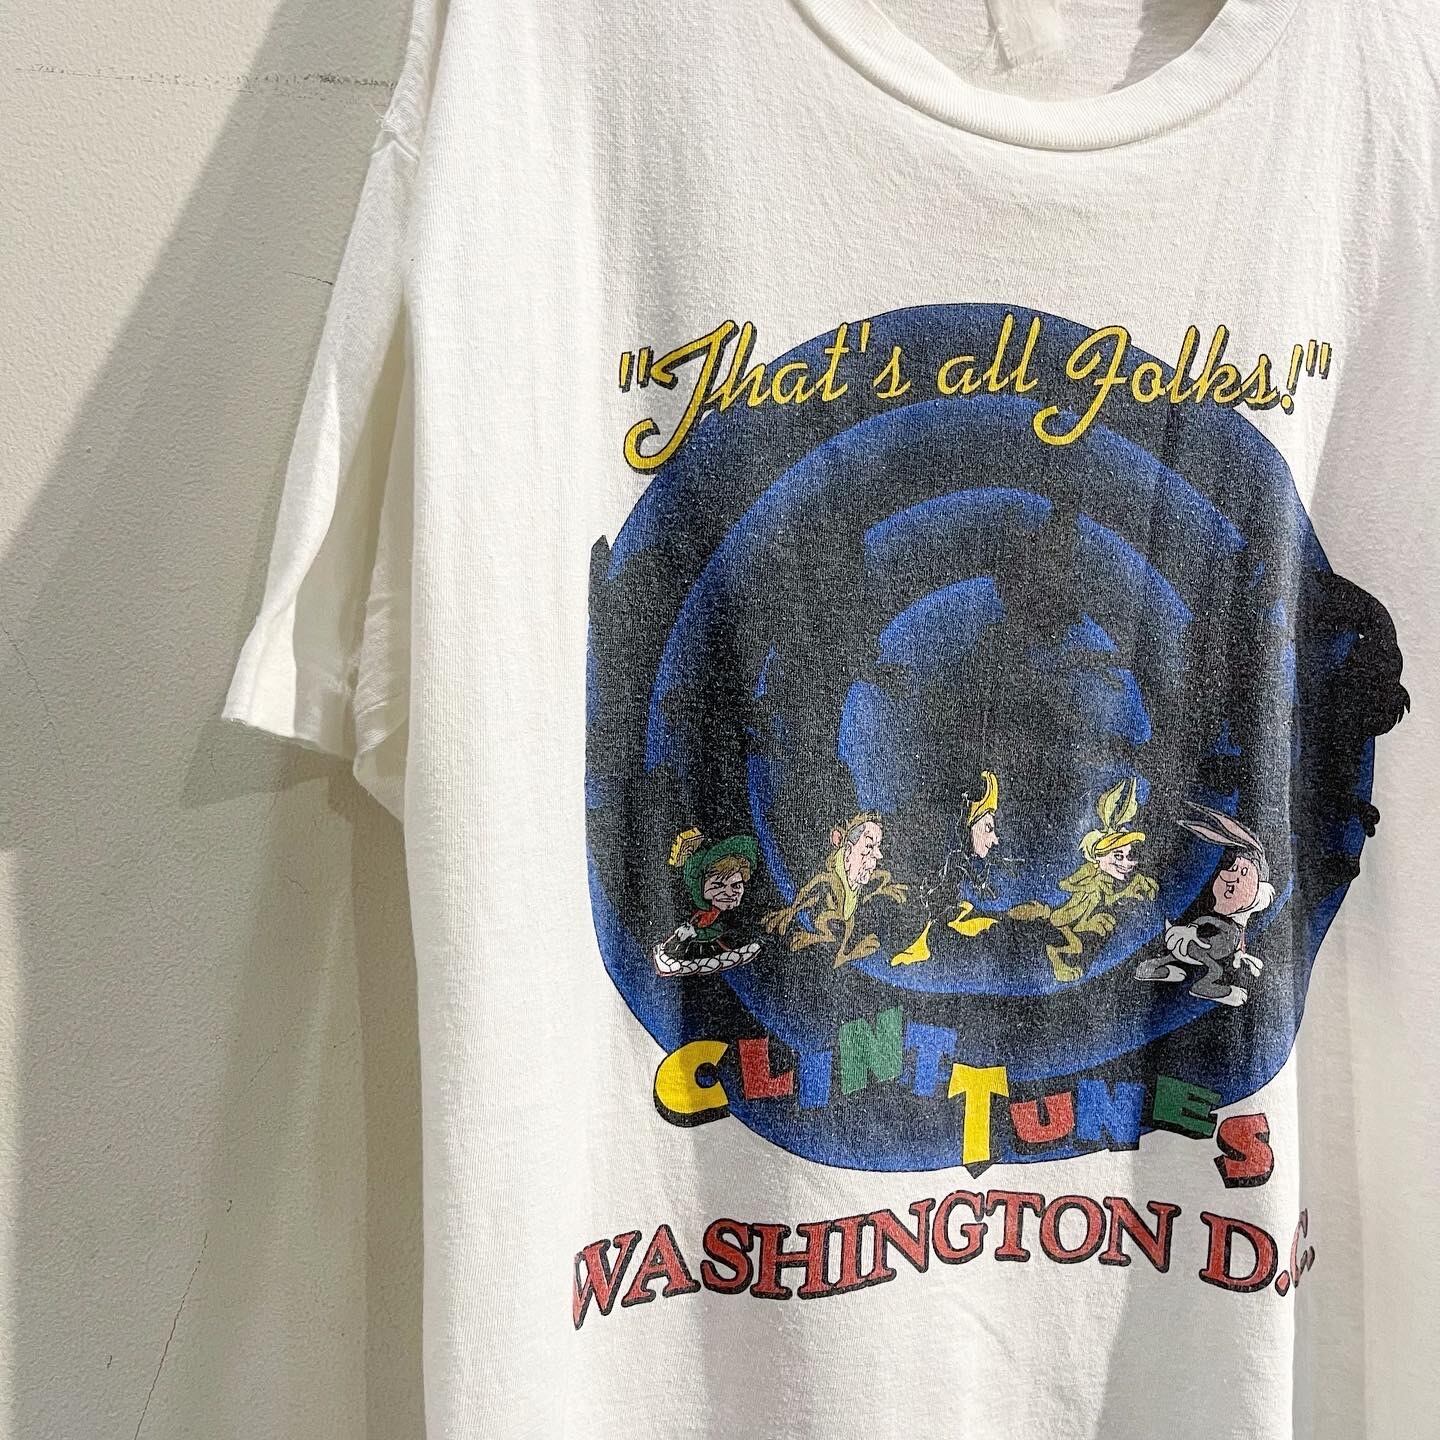 "That's all Folks!"
CLINT TUNES
WASHINGTON D.C.